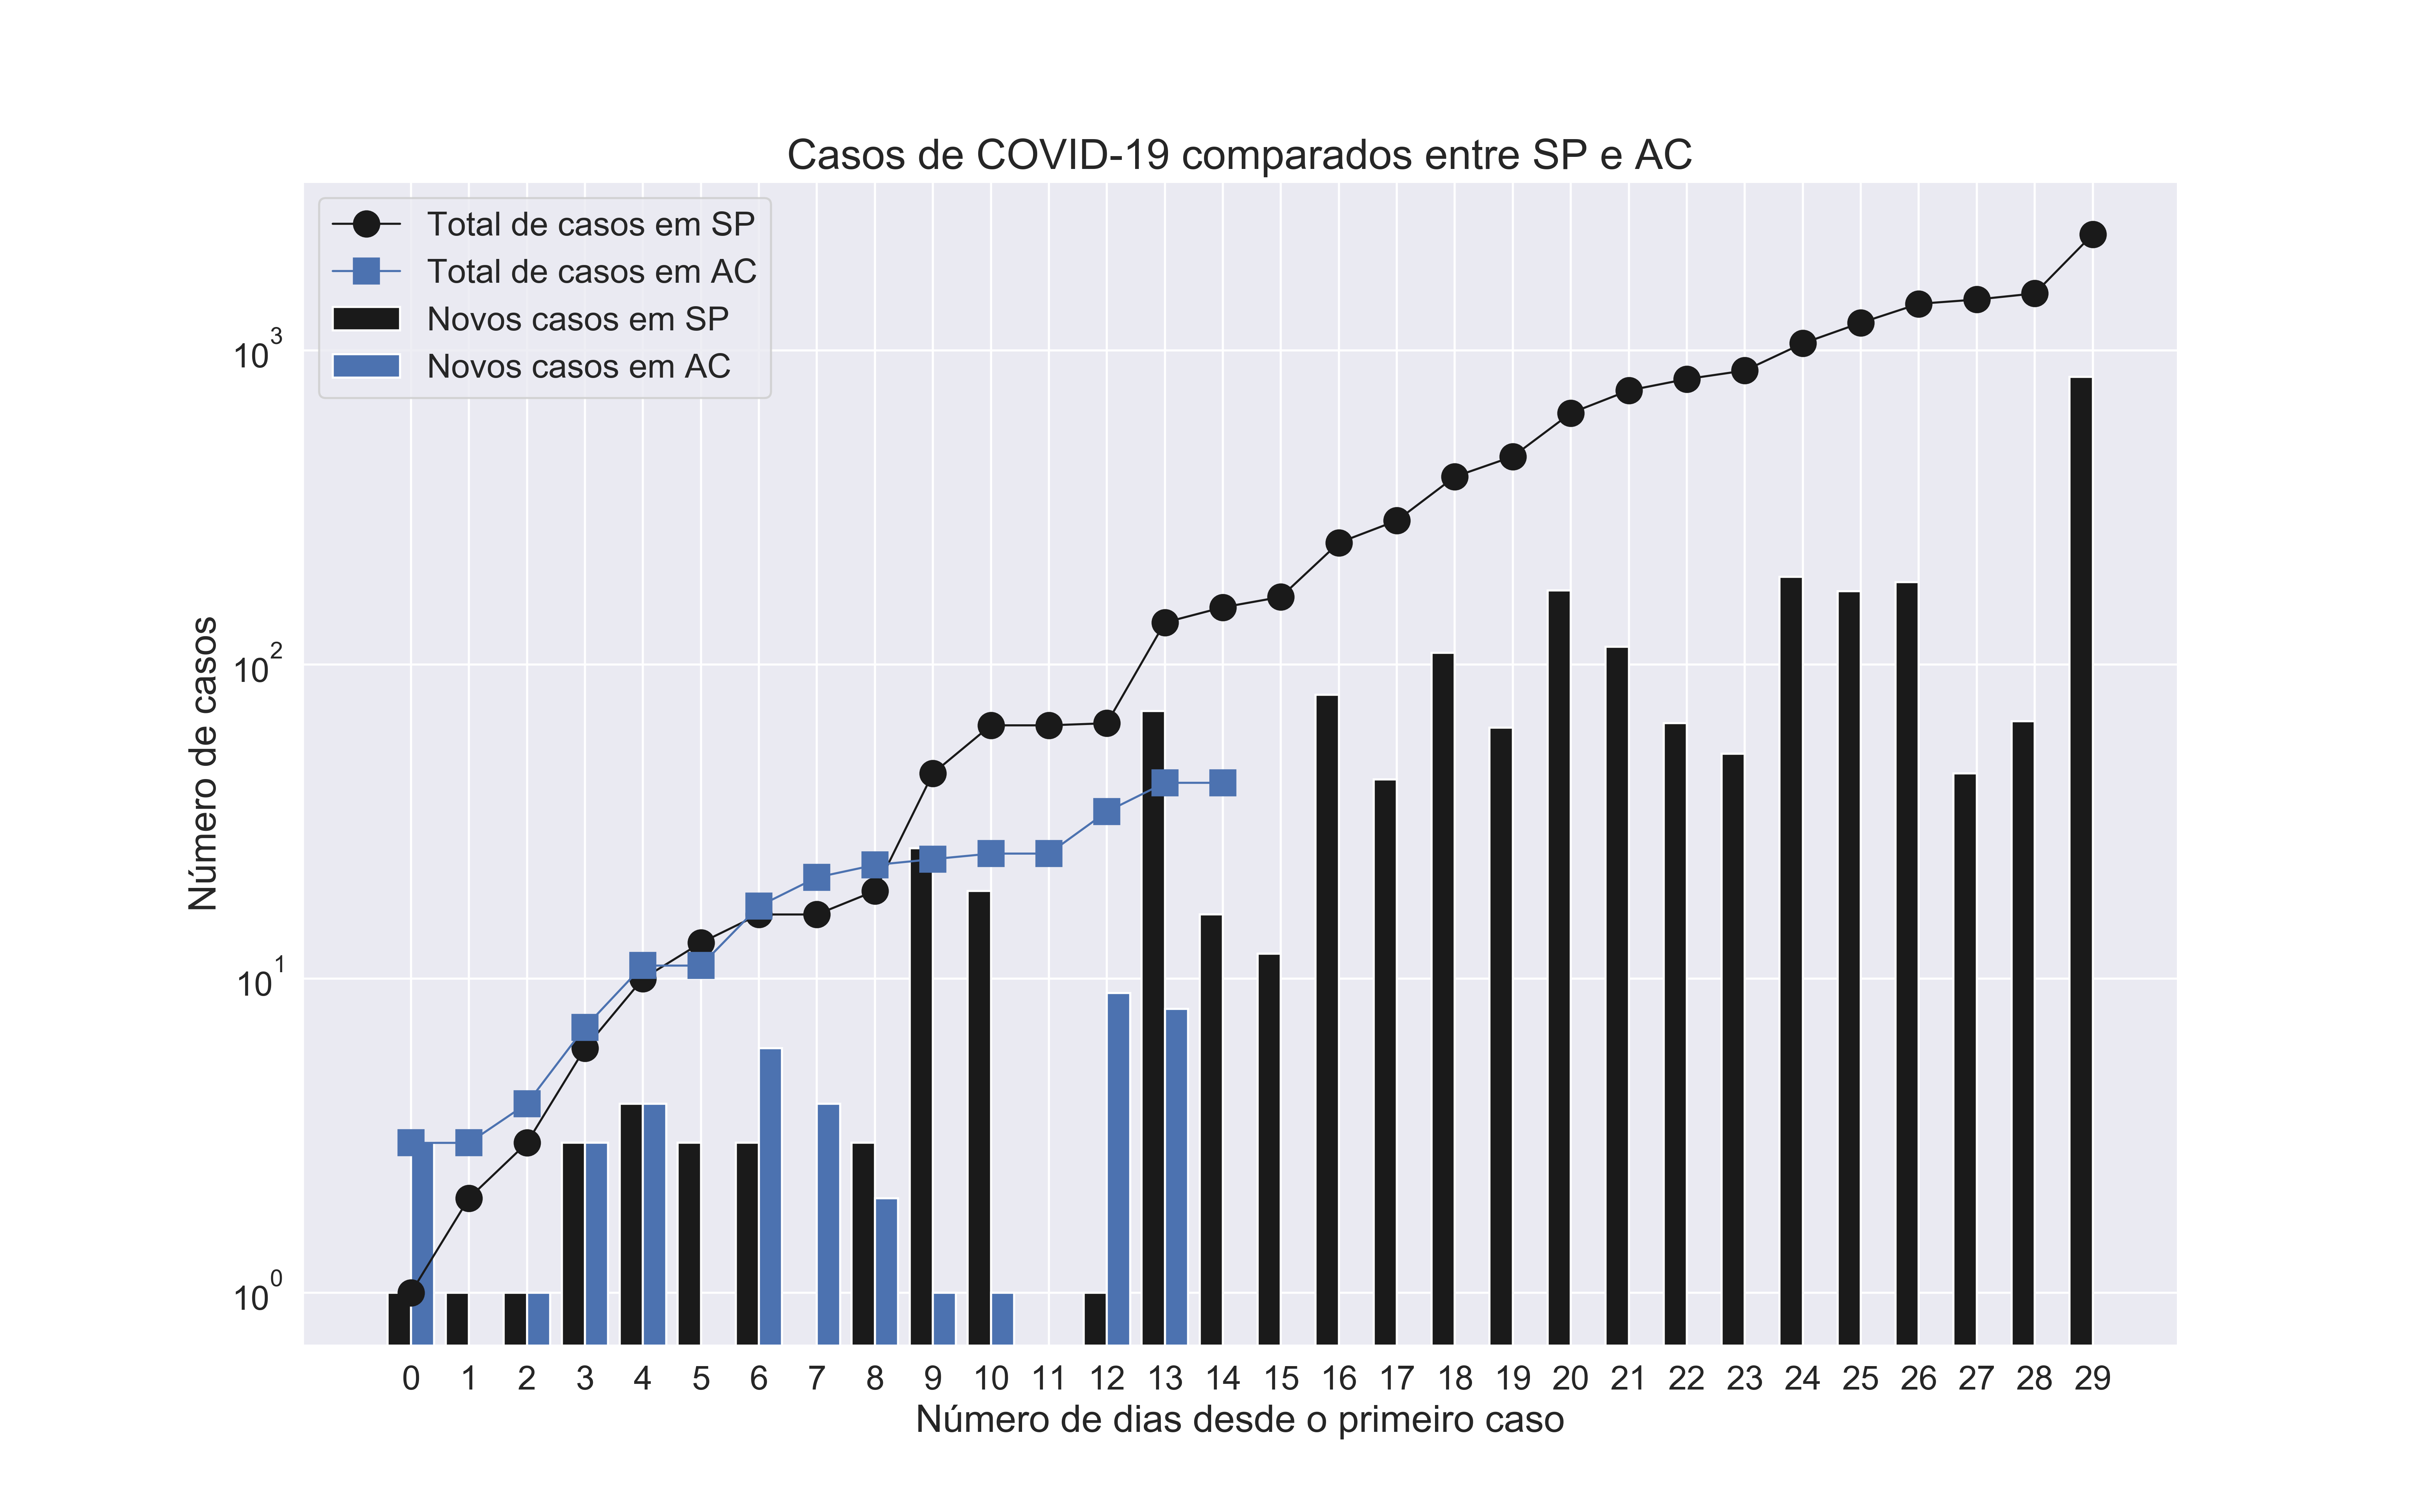 Casos de COVID-19 comparados entre SP e AC
Total de casos em SP
Total de casos em AC
Novos casos em SP
Novos casos em AC
Número de casos
10³
10²
10¹
10⁰
0 1 2 3 4 5 6 7 8 9 10 11 12 13 14 15 16 17 18 19 20 21 22 23 24 25 26 27 28 29
Número de dias desde o primeiro caso